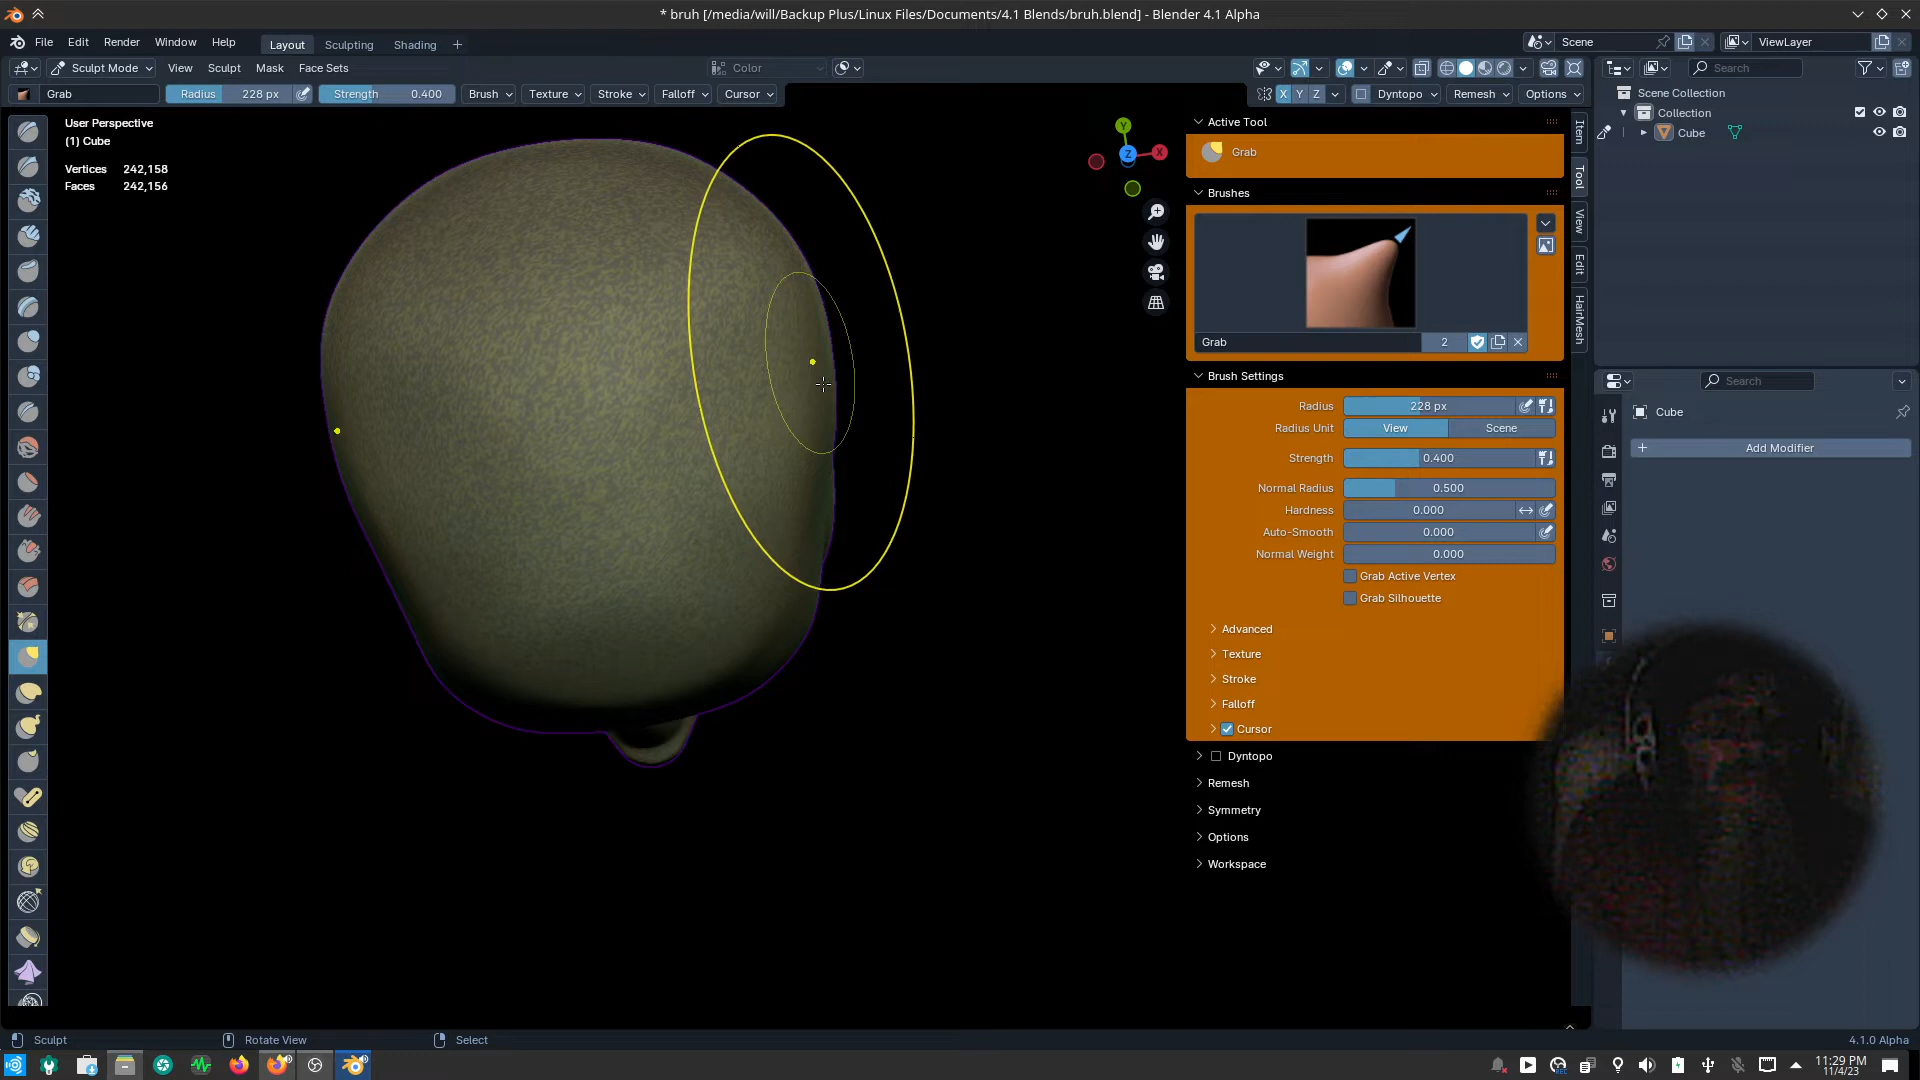 * bruh [/media/will/Backup Plus/Linux Files/Documents/4.1 Blends/bruh.blend] - Blender 4.1 Alpha
File Edit Render Window Help Layout Sculpting Shading + Scene ViewLayer
Sculpt Mode View Sculpt Mask Face Sets Color Search
Grab Radius 228 px Strength 0.400 Brush Texture Stroke Falloff Cursor X Y Z Dyntopo Remesh Options
Scene Collection
Collection
Cube
User Perspective
(1) Cube
Vertices 242,158
Faces 242,156
Y
Z
X
Active Tool
Grab
Brushes
Grab 2
Brush Settings
Radius 228 px
Radius Unit View Scene
Strength 0.400
Normal Radius 0.500
Hardness 0.000
Auto-Smooth 0.000
Normal Weight 0.000
Grab Active Vertex
Grab Silhouette
Advanced
Texture
Stroke
Falloff
Cursor
Dyntopo
Remesh
Symmetry
Options
Workspace
Item
Tool
View
Edit
HairMesh
Search
Cube
Add Modifier
Sculpt Rotate View Select 4.1.0 Alpha
11:29 PM
11/4/23